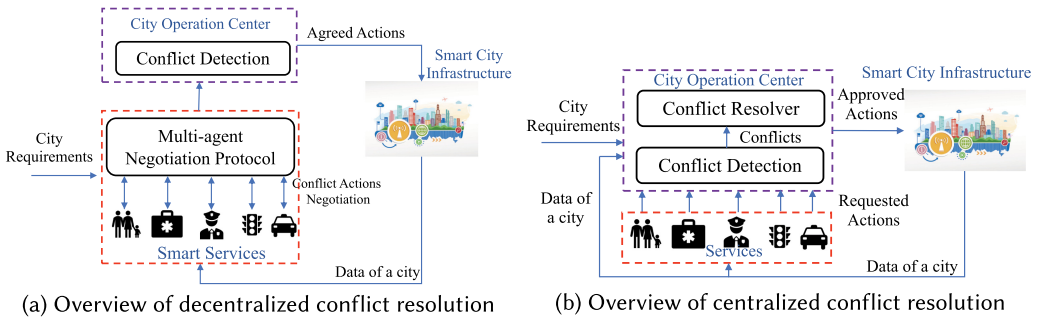 City Operation Center
Conflict Detection
Agreed Actions
Smart City
Infrastructure
City
Requirements
Multi-agent
Negotiation Protocol
Conflict Actions
Negotiation
Smart Services
Data of a city
(a) Overview of decentralized conflict resolution
City Operation Center
Conflict Resolver
Conflicts
Conflict Detection
City
Requirements
Data of
a city
Smart City Infrastructure
Approved
Actions
Requested
Actions
Services
Data of a city
(b) Overview of centralized conflict resolution